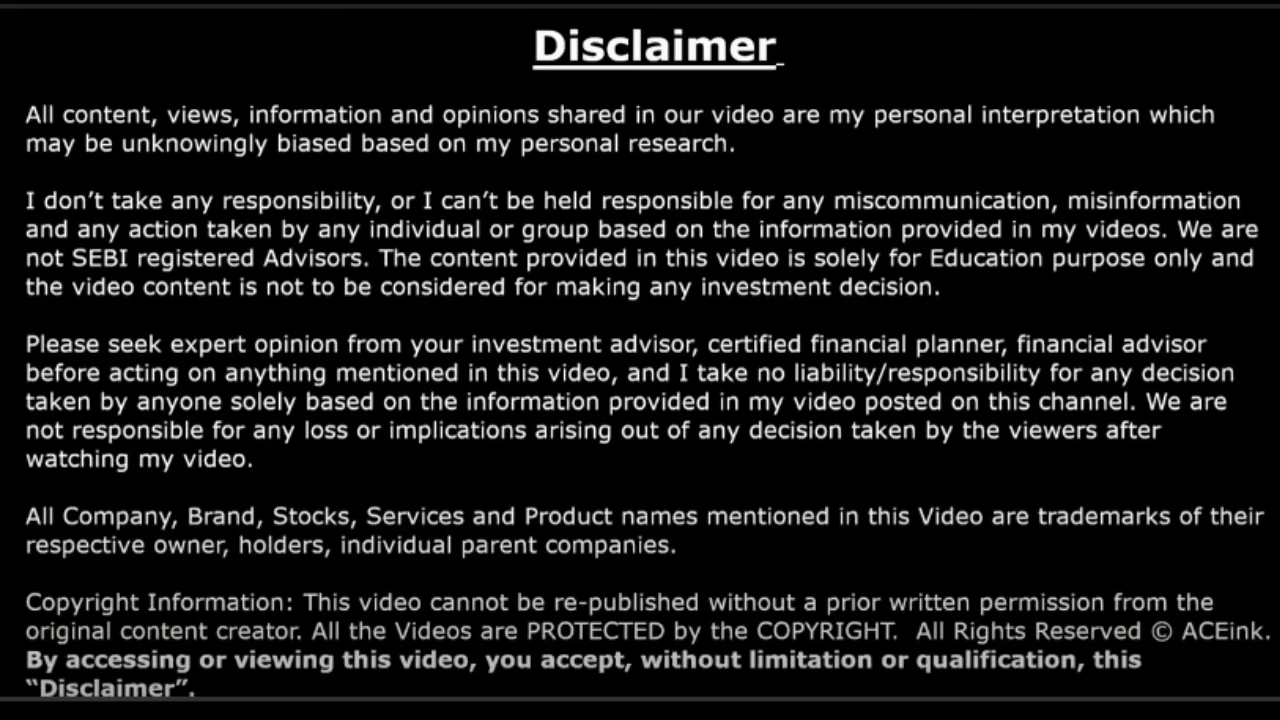 Disclaimer
All content, views, information and opinions shared in our video are my personal interpretation which
may be unknowingly biased based on my personal research.
I don’t take any responsibility, or I can’t be held responsible for any miscommunication, misinformation
and any action taken by any individual or group based on the information provided in my videos. We are
not SEBI registered Advisors. The content provided in this video is solely for Education purpose only and
the video content is not to be considered for making any investment decision.
Please seek expert opinion from your investment advisor, certified financial planner, financial advisor
before acting on anything mentioned in this video, and I take no liability/responsibility for any decision
taken by anyone solely based on the information provided in my video posted on this channel. We are
not responsible for any loss or implications arising out of any decision taken by the viewers after
watching my video.
All Company, Brand, Stocks, Services and Product names mentioned in this Video are trademarks of their
respective owner, holders, individual parent companies.
Copyright Information: This video cannot be re-published without a prior written permission from the
original content creator. All the Videos are PROTECTED by the COPYRIGHT.  All Rights Reserved © ACEink.
By accessing or viewing this video, you accept, without limitation or qualification, this
“Disclaimer”.